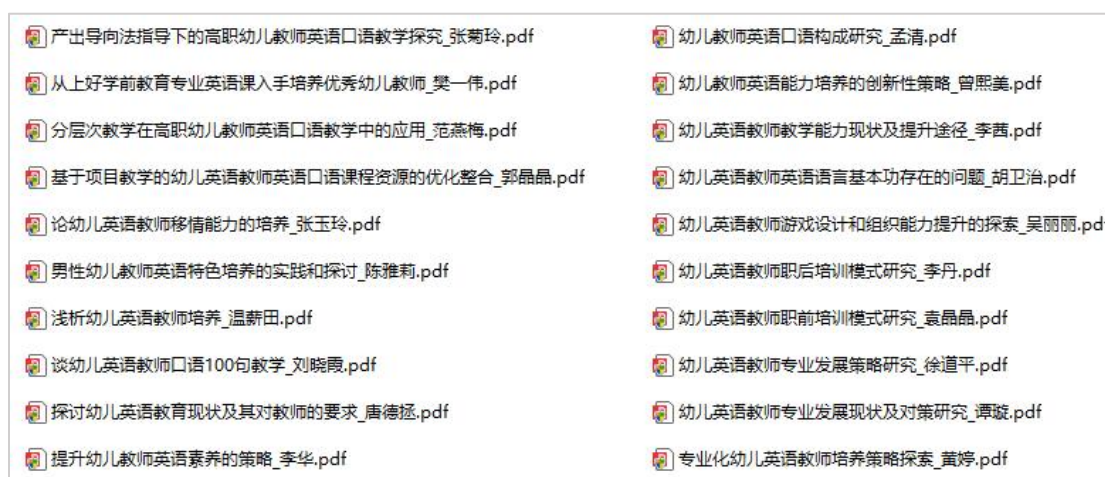 产出导向法指导下的高职幼儿教师英语口语教学探究_张菊玲.pdf
从上好学前教育专业英语课入手培养优秀幼儿教师_樊一伟.pdf
分层次教学在高职幼儿教师英语口语教学中的应用_范燕梅.pdf
基于项目教学的幼儿英语教师英语口语课程资源的优化整合_郭晶晶.pdf
论幼儿英语教师移情能力的培养_张玉玲.pdf
男性幼儿教师英语特色培养的实践和探讨_陈雅莉.pdf
浅析幼儿英语教师培养_温薪田.pdf
谈幼儿英语教师口语100句教学_刘晓霞.pdf
探讨幼儿英语教育现状及其对教师的要求_唐德拯.pdf
提升幼儿教师英语素养的策略_李华.pdf
幼儿教师英语口语构成研究_孟清.pdf
幼儿教师英语能力培养的创新性策略_曾熙美.pdf
幼儿英语教师教学能力现状及提升途径_李茜.pdf
幼儿英语教师英语语言基本功存在的问题_胡卫治.pdf
幼儿英语教师游戏设计和组织能力提升的探索_吴丽丽.pd
幼儿英语教师职后培训模式研究_李丹.pdf
幼儿英语教师职前培训模式研究_袁晶晶.pdf
幼儿英语教师专业发展策略研究_徐道平.pdf
幼儿英语教师专业发展现状及对策研究_谭璇.pdf
专业化幼儿英语教师培养策略探索_黄婷.pdf